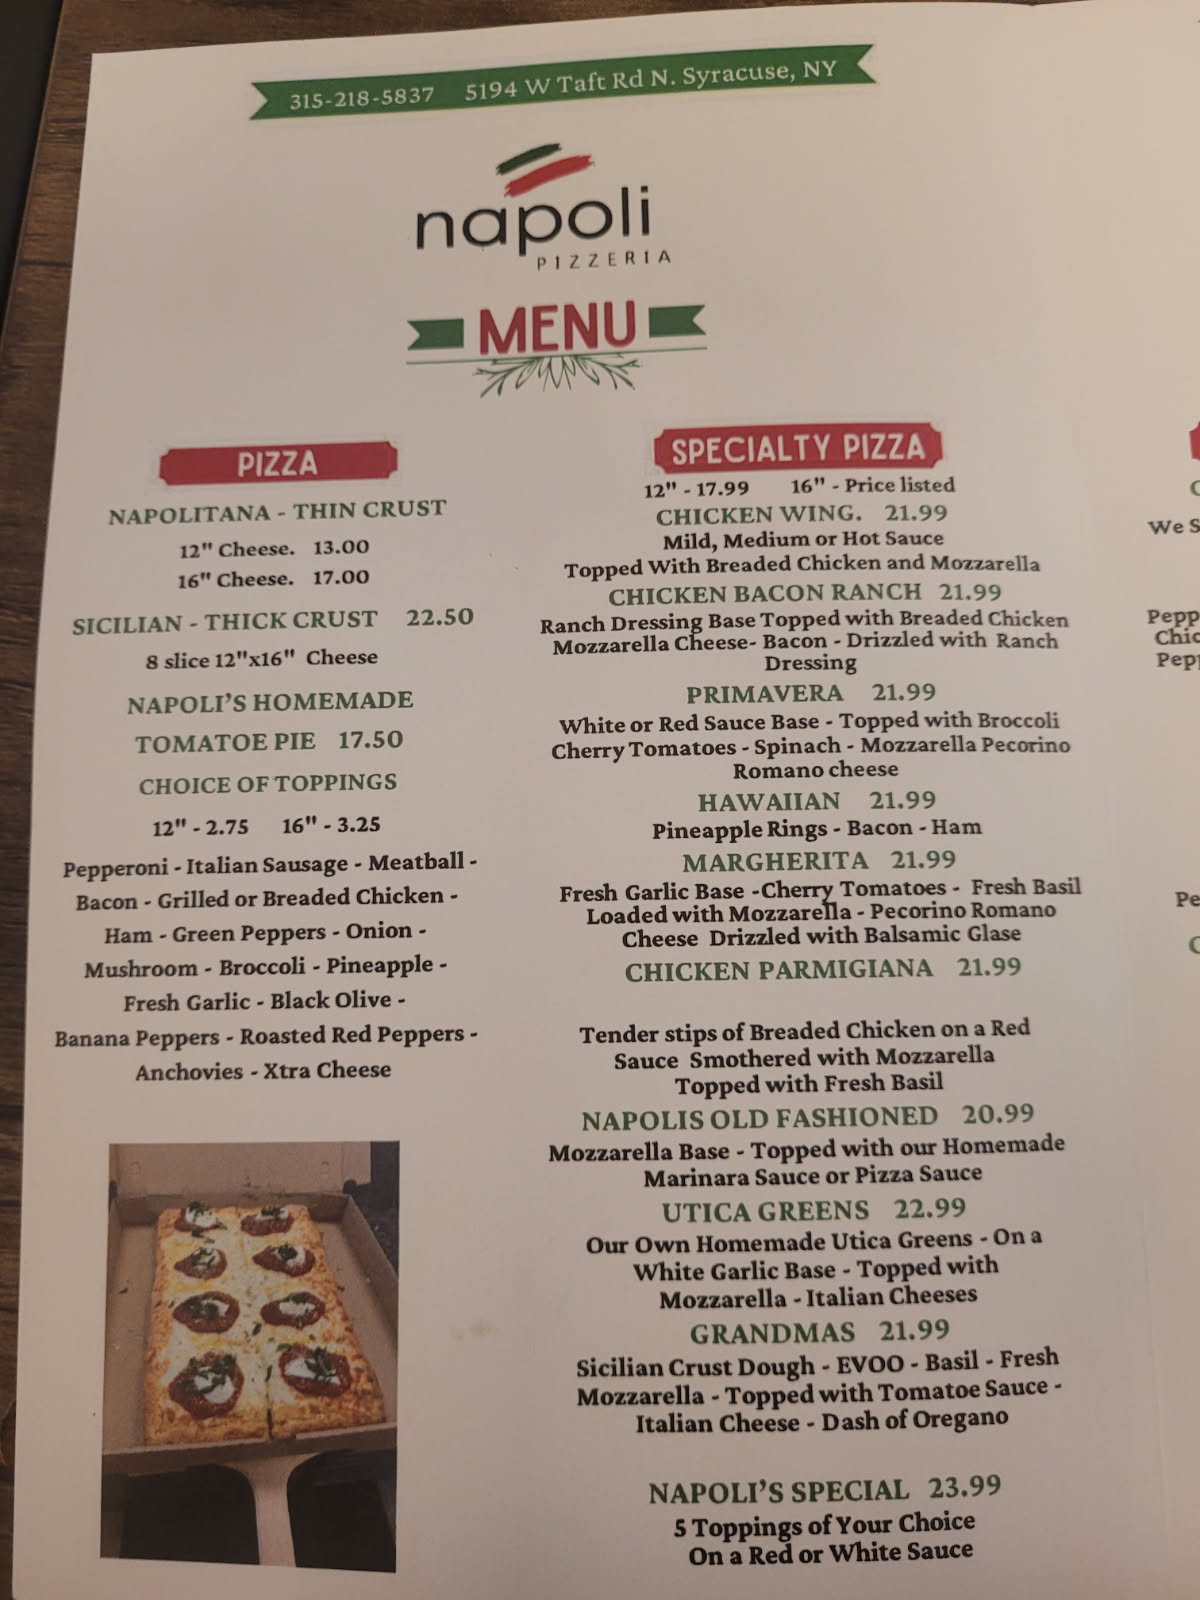 315-218-5837 5194 W Taft Rd N. Syracuse, NY
napoli
PIZZERIA
MENU
PIZZA
NAPOLITANA - THIN CRUST
12" Cheese. 13.00
16" Cheese. 17.00
SICILIAN - THICK CRUST 22.50
8 slice 12"x16" Cheese
NAPOLI'S HOMEMADE
TOMATOE PIE 17.50
CHOICE OF TOPPINGS
12" - 2.75 16" - 3.25
Pepperoni - Italian Sausage - Meatball -
Bacon - Grilled or Breaded Chicken -
Ham - Green Peppers - Onion -
Mushroom - Broccoli - Pineapple -
Fresh Garlic - Black Olive -
Banana Peppers - Roasted Red Peppers -
Anchovies - Xtra Cheese
SPECIALTY PIZZA
12" - 17.99 16" - Price listed
CHICKEN WING. 21.99
Mild, Medium or Hot Sauce
Topped With Breaded Chicken and Mozzarella
CHICKEN BACON RANCH 21.99
Ranch Dressing Base Topped with Breaded Chicken
Mozzarella Cheese- Bacon - Drizzled with Ranch
Dressing
PRIMAVERA 21.99
White or Red Sauce Base - Topped with Broccoli
Cherry Tomatoes - Spinach - Mozzarella Pecorino
Romano cheese
HAWAIIAN 21.99
Pineapple Rings - Bacon - Ham
MARGHERITA 21.99
Fresh Garlic Base -Cherry Tomatoes - Fresh Basil
Loaded with Mozzarella - Pecorino Romano
Cheese Drizzled with Balsamic Glase
CHICKEN PARMIGIANA 21.99
Tender stips of Breaded Chicken on a Red
Sauce Smothered with Mozzarella
Topped with Fresh Basil
NAPOLIS OLD FASHIONED 20.99
Mozzarella Base - Topped with our Homemade
Marinara Sauce or Pizza Sauce
UTICA GREENS 22.99
Our Own Homemade Utica Greens - On a
White Garlic Base - Topped with
Mozzarella - Italian Cheeses
GRANDMAS 21.99
Sicilian Crust Dough - EVOO - Basil - Fresh
Mozzarella - Topped with Tomatoe Sauce -
Italian Cheese - Dash of Oregano
NAPOLI'S SPECIAL 23.99
5 Toppings of Your Choice
On a Red or White Sauce
We S
Pepp
Chic
Pepp
Pe